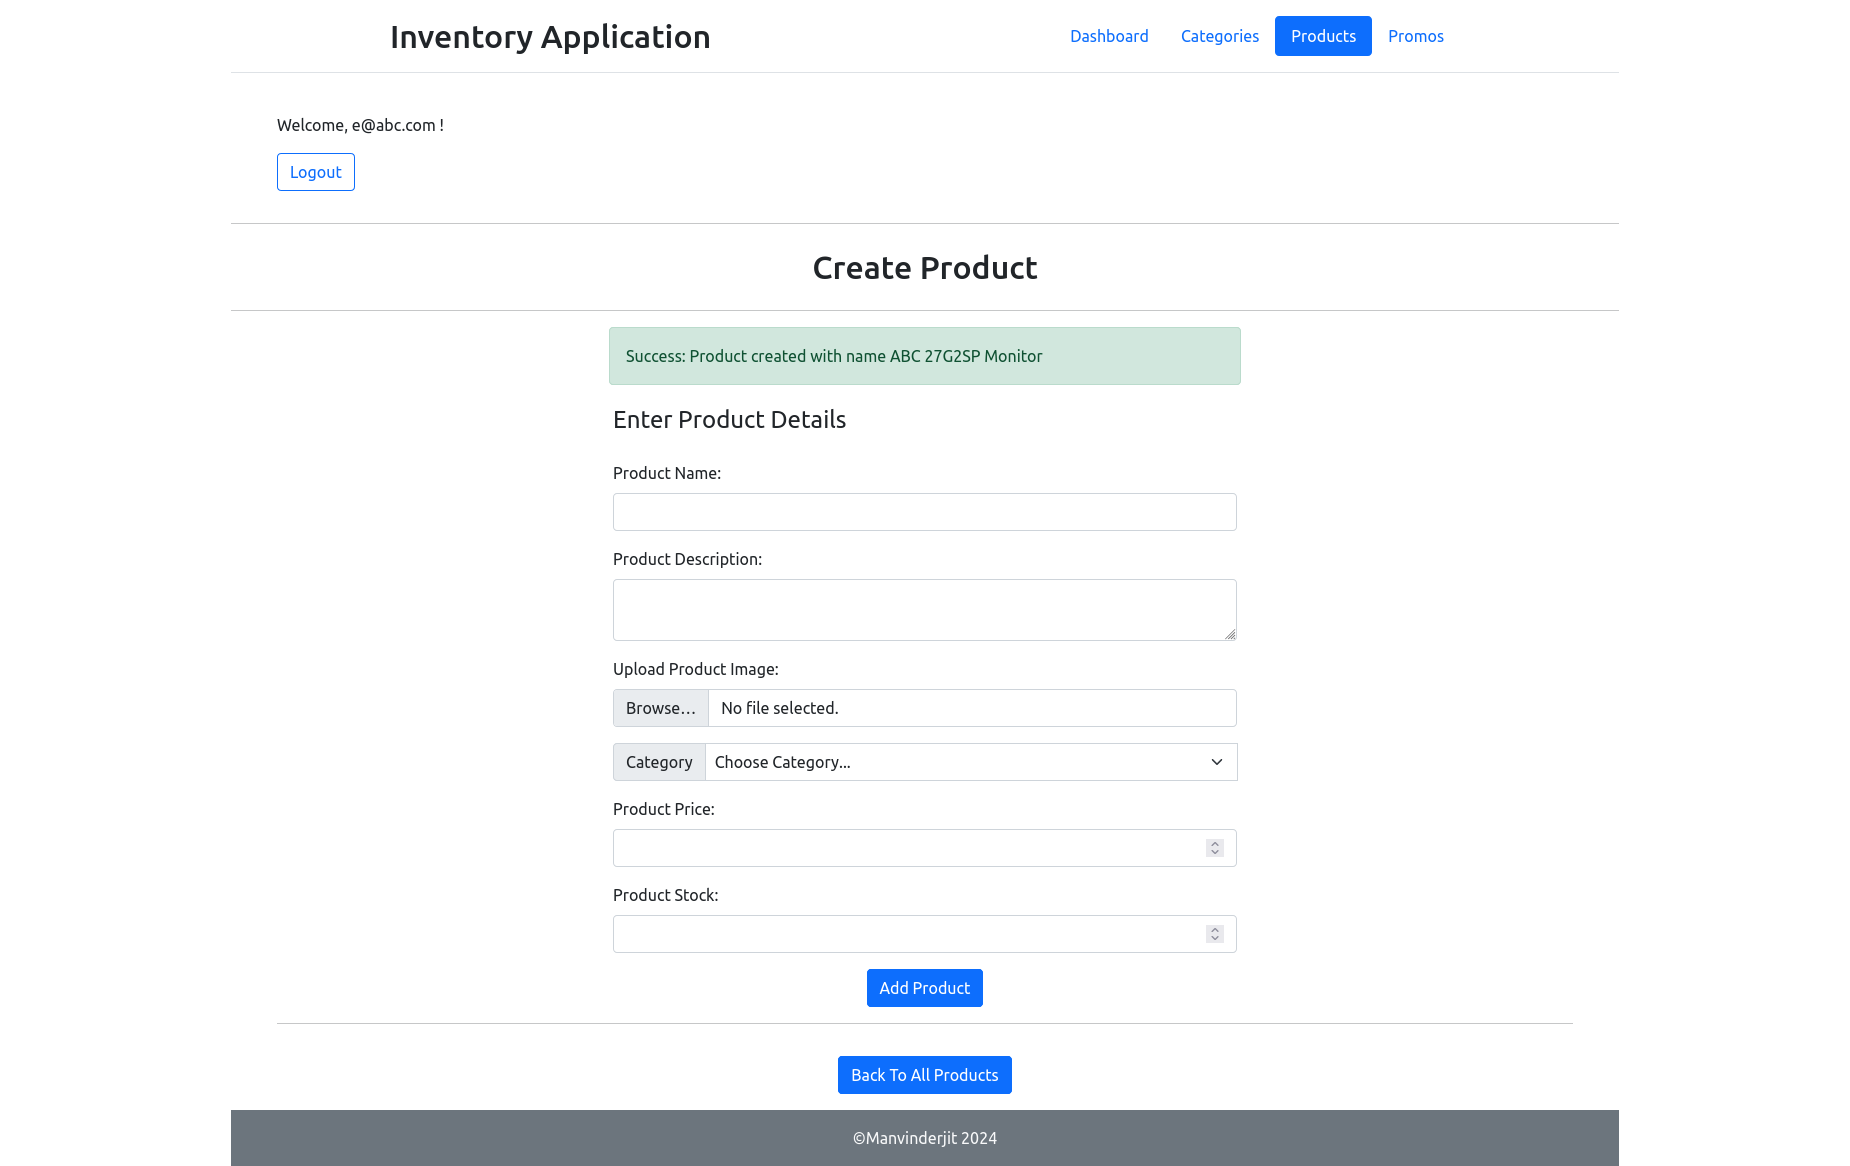 Inventory Application
Dashboard Categories Products Promos
Welcome, e@abc.com !
Logout
Create Product
Success: Product created with name ABC 27G2SP Monitor
Enter Product Details
Product Name:
Product Description:
Upload Product Image:
Browse… No file selected.
Category Choose Category...
Product Price:
Product Stock:
Add Product
Back To All Products
©Manvinderjit 2024